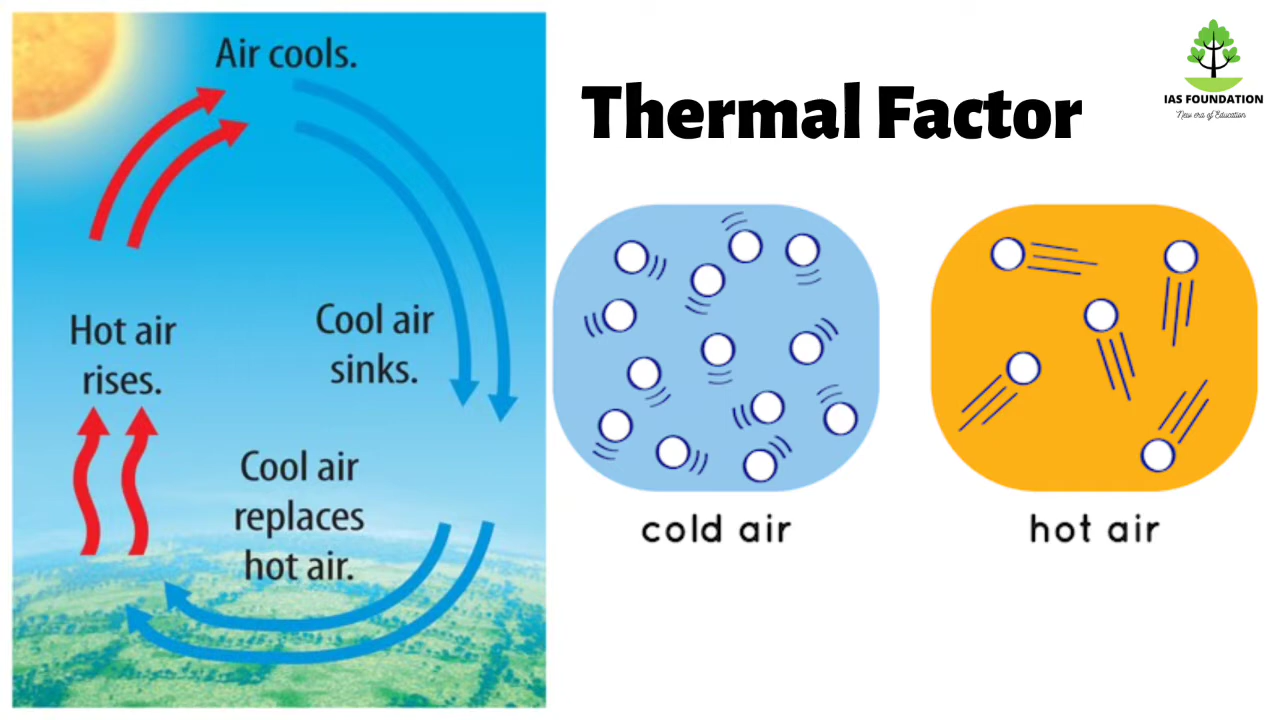 Air cools.
Hot air
rises.
Cool air
sinks.
Cool air
replaces
hot air.
Thermal Factor
IAS FOUNDATION
New era of Education
cold air
hot air